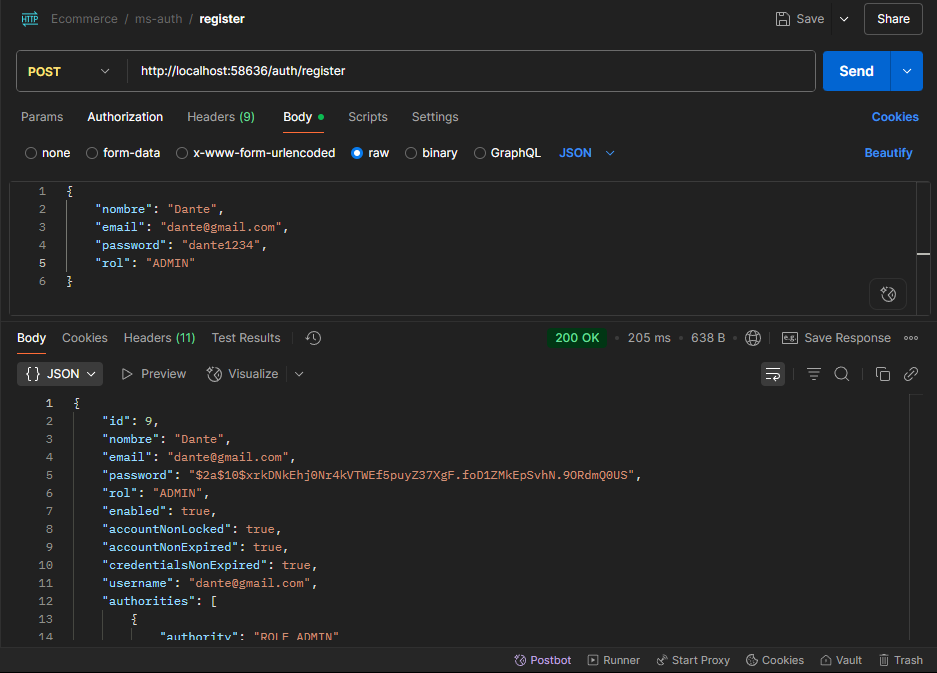 HTTP Ecommerce / ms-auth / register Save Share
POST http://localhost:58636/auth/register Send
Params Authorization Headers (9) Body Scripts Settings Cookies
none form-data x-www-form-urlencoded raw binary GraphQL JSON Beautify
1 {
2 "nombre": "Dante",
3 "email": "dante@gmail.com",
4 "password": "dante1234",
5 "rol": "ADMIN"
6 }
Body Cookies Headers (11) Test Results 200 OK • 205 ms • 638 B e.g. Save Response
{} JSON Preview Visualize
1 {
2 "id": 9,
3 "nombre": "Dante",
4 "email": "dante@gmail.com",
5 "password": "$2a$10$xrkDNkEhj0Nr4kVTWEf5puyZ37XgF.foD1ZMkEpSvhN.9ORdmQ0US",
6 "rol": "ADMIN",
7 "enabled": true,
8 "accountNonLocked": true,
9 "accountNonExpired": true,
10 "credentialsNonExpired": true,
11 "username": "dante@gmail.com",
12 "authorities": [
13 {
14 "authority": "ROLE_ADMIN"
Postbot Runner Start Proxy Cookies Vault Trash